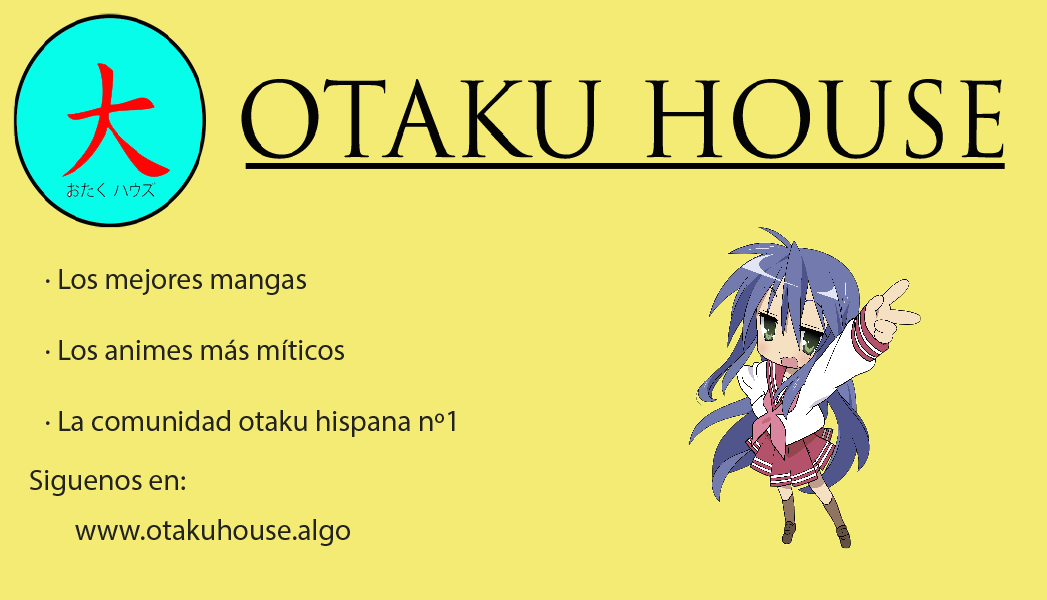 大
おたく ハウズ
OTAKU HOUSE
· Los mejores mangas
· Los animes más míticos
· La comunidad otaku hispana nº1
Siguenos en:
www.otakuhouse.algo